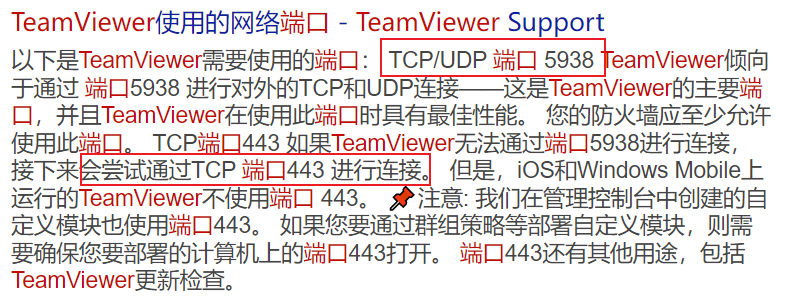 TeamViewer使用的网络端口 - TeamViewer Support
以下是TeamViewer需要使用的端口： TCP/UDP 端口 5938 TeamViewer倾向
于通过 端口5938 进行对外的TCP和UDP连接——这是TeamViewer的主要端
口，并且TeamViewer在使用此端口时具有最佳性能。 您的防火墙应至少允许
使用此端口。 TCP端口443 如果TeamViewer无法通过端口5938进行连接，
接下来会尝试通过TCP 端口443 进行连接。 但是，iOS和Windows Mobile上
运行的TeamViewer不使用端口 443。 📌注意: 我们在管理控制台中创建的自
定义模块也使用端口443。 如果您要通过群组策略等部署自定义模块，则需
要确保您要部署的计算机上的端口443打开。 端口443还有其他用途，包括
TeamViewer更新检查。